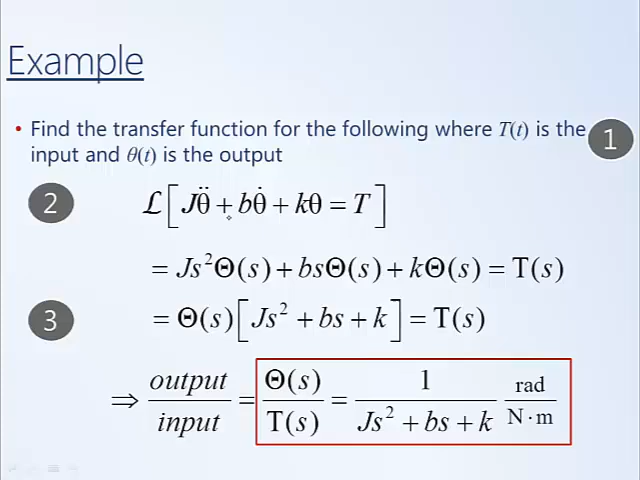 Example
• Find the transfer function for the following where T(t) is the 1
input and θ(t) is the output
2 ℒ[Jθ̈ + bθ̇ + kθ = T]
= Js²Θ(s) + bsΘ(s) + kΘ(s) = T(s)
3 = Θ(s)[Js² + bs + k] = T(s)
⇒ output/input = Θ(s)/T(s) = 1/(Js² + bs + k) rad/N·m